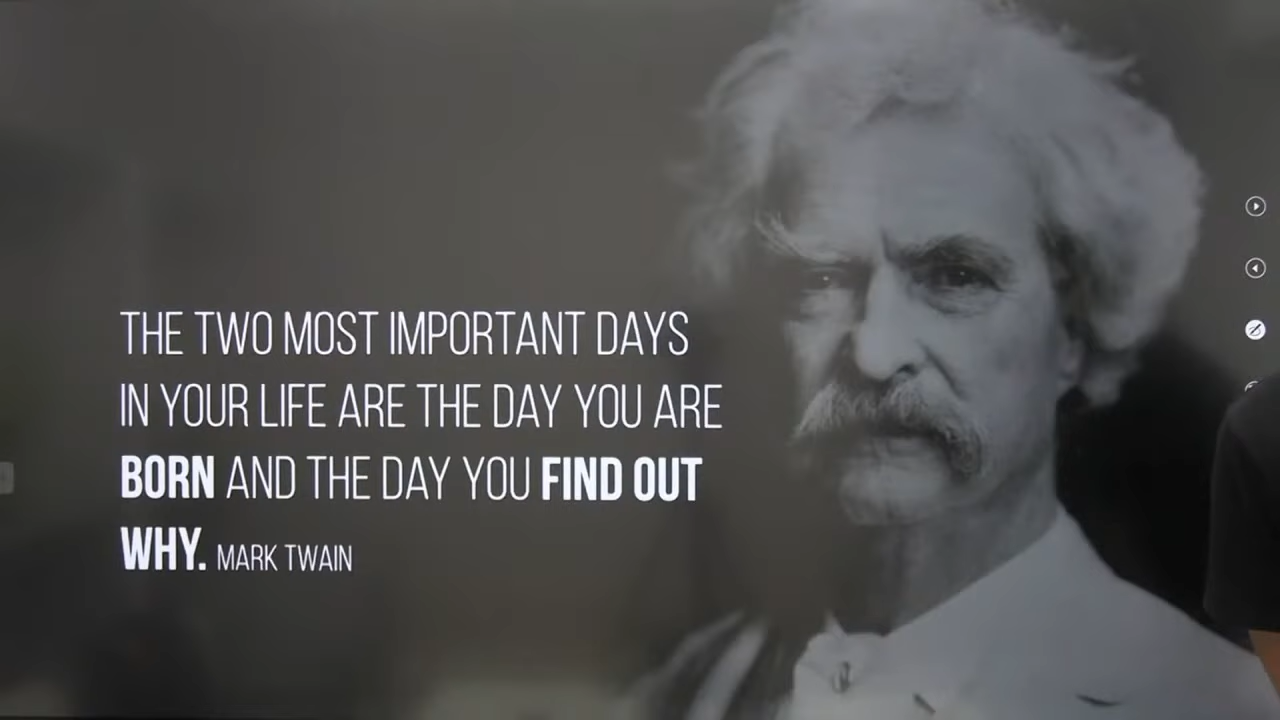 THE TWO MOST IMPORTANT DAYS
IN YOUR LIFE ARE THE DAY YOU ARE
BORN AND THE DAY YOU FIND OUT
WHY. MARK TWAIN